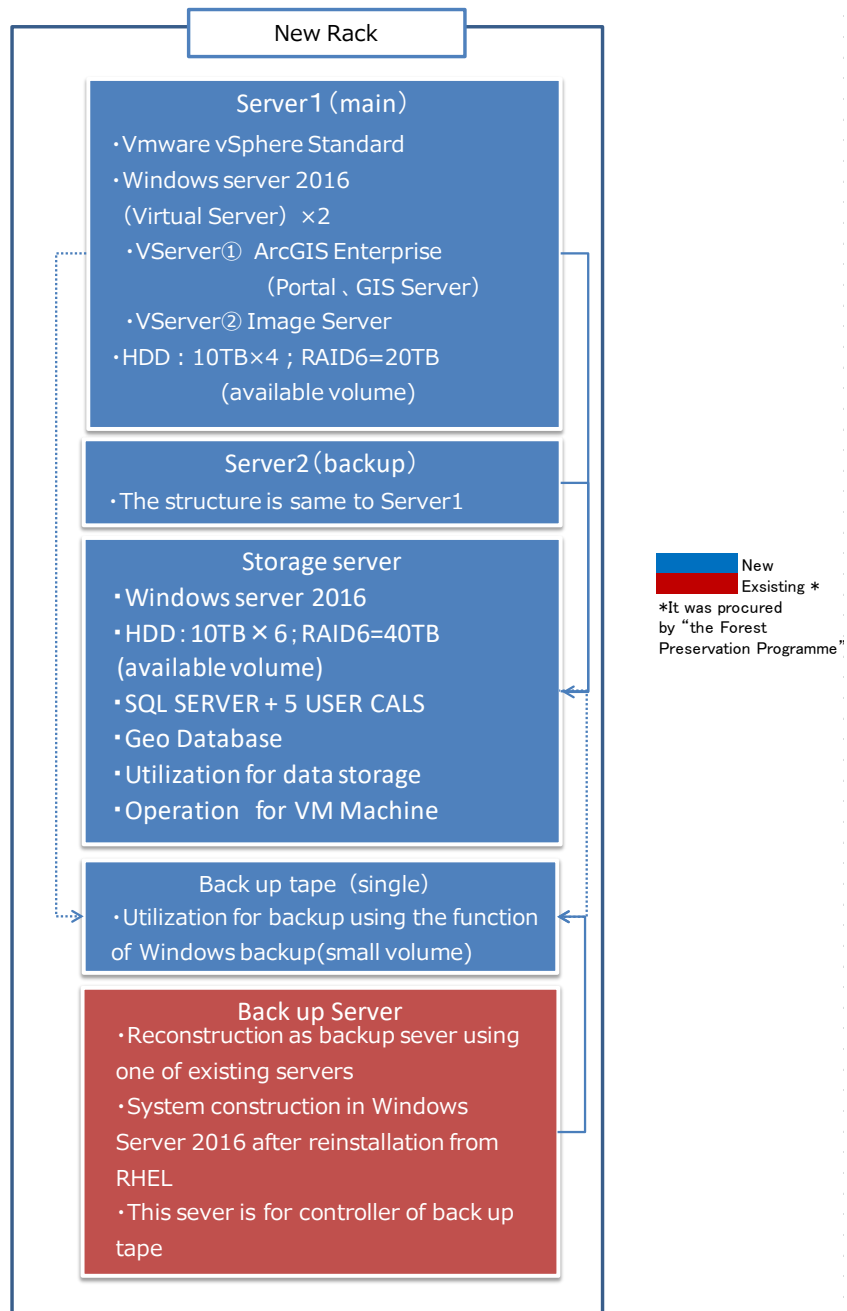 New Rack
Server1（main）
・Vmware vSphere Standard
・Windows server 2016
（Virtual Server）×2
・VServer① ArcGIS Enterprise
（Portal 、GIS Server）
・VServer② Image Server
・HDD：10TB×4；RAID6=20TB
(available volume)
Server2（backup）
・The structure is same to Server1
Storage server
・Windows server 2016
・HDD：10TB×6；RAID6=40TB
(available volume)
・SQL SERVER + 5 USER CALS
・Geo Database
・Utilization for data storage
・Operation for VM Machine
Back up tape（single）
・Utilization for backup using the function
of Windows backup(small volume)
Back up Server
・Reconstruction as backup sever using
one of existing servers
・System construction in Windows
Server 2016 after reinstallation from
RHEL
・This sever is for controller of back up
tape
New
Exsisting *
*It was procured
by “the Forest
Preservation Programme”